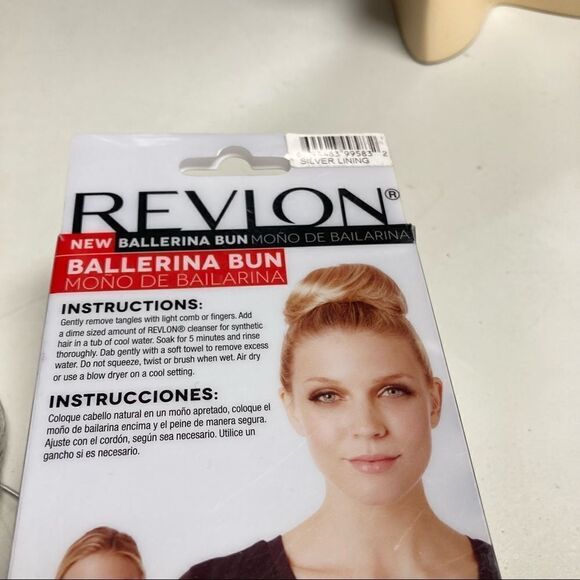 99583 2
SILVER LINING
REVLON®
NEW BALLERINA BUN MOÑO DE BAILARINA
BALLERINA BUN
MOÑO DE BAILARINA
INSTRUCTIONS:
Gently remove tangles with light comb or fingers. Add
a dime sized amount of REVLON® cleanser for synthetic
hair in a tub of cool water. Soak for 5 minutes and rinse
thoroughly. Dab gently with a soft towel to remove excess
water. Do not squeeze, twist or brush when wet. Air dry
or use a blow dryer on a cool setting.
INSTRUCCIONES:
Coloque cabello natural en un moño apretado, coloque el
moño de bailarina encima y el peine de manera segura.
Ajuste con el cordón, según sea necesario. Utilice un
gancho si es necesario.